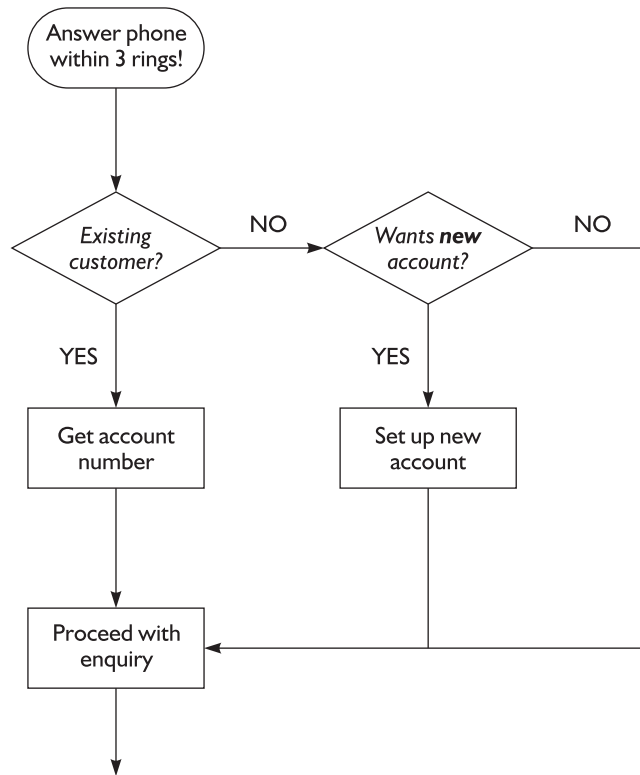 Answer phone
within 3 rings!
Existing
customer?
NO
Wants new
account?
NO
YES
YES
Get account
number
Set up new
account
Proceed with
enquiry